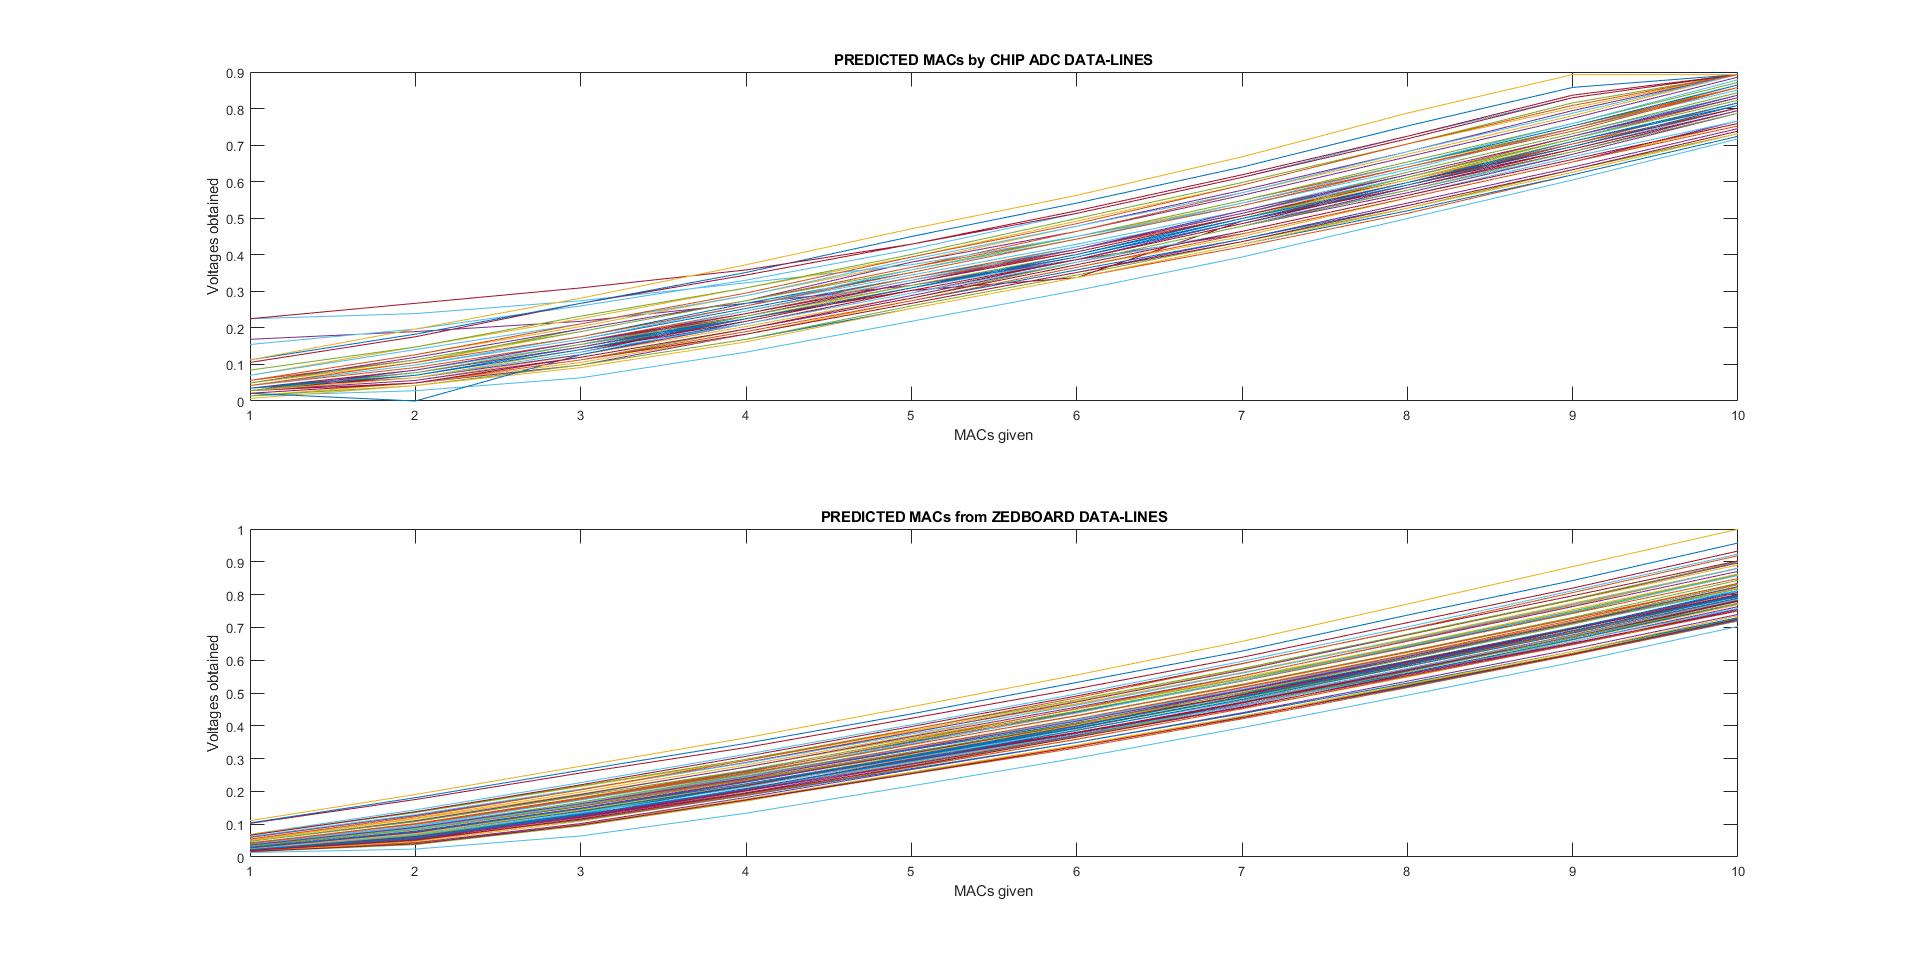 PREDICTED MACs by CHIP ADC DATA-LINES
0.9
0.8
0.7
0.6
0.5
0.4
0.3
0.2
0.1
0
Voltages obtained
1 2 3 4 5 6 7 8 9 10
MACs given
PREDICTED MACs from ZEDBOARD DATA-LINES
1
0.9
0.8
0.7
0.6
0.5
0.4
0.3
0.2
0.1
0
Voltages obtained
1 2 3 4 5 6 7 8 9 10
MACs given